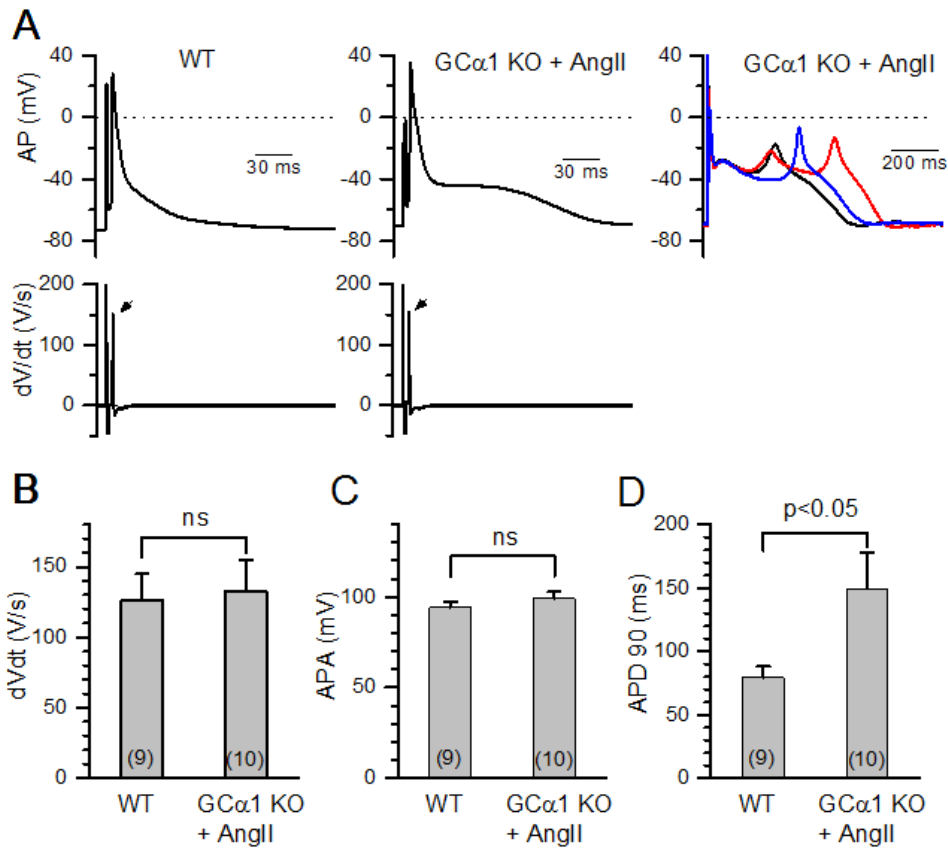 A
WT
GCα1 KO + AngII
GCα1 KO + AngII
AP (mV)
40
0
-40
-80
30 ms
40
0
-40
-80
30 ms
40
0
-40
-80
200 ms
dV/dt (V/s)
200
100
0
200
100
0
B
ns
dVdt (V/s)
150
100
50
0
(9)
(10)
WT
GCα1 KO
+ AngII
C
ns
APA (mV)
100
50
0
(9)
(10)
WT
GCα1 KO
+ AngII
D
p<0.05
APD 90 (ms)
200
150
100
50
0
(9)
(10)
WT
GCα1 KO
+ AngII